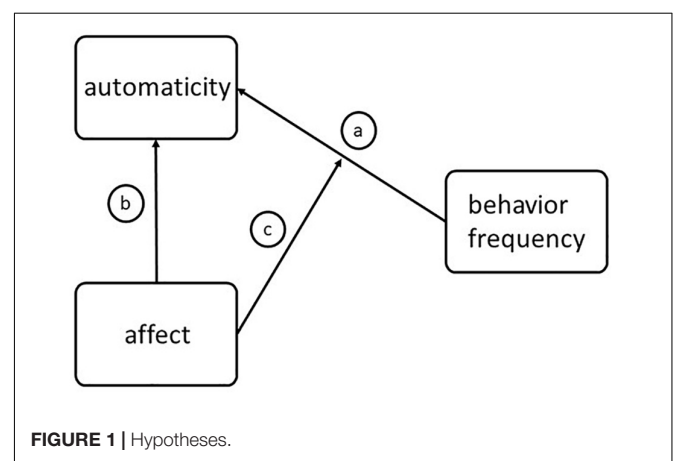 automaticity
a
b
behavior
frequency
c
affect
FIGURE 1 | Hypotheses.